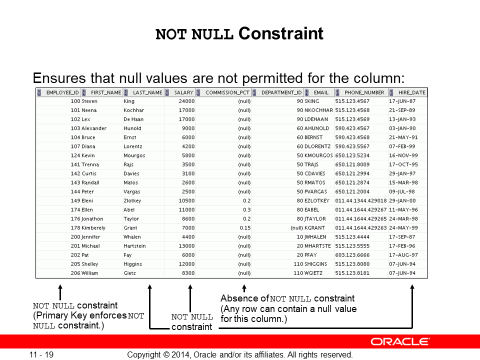 NOT NULL Constraint
Ensures that null values are not permitted for the column:
EMPLOYEE_ID FIRST_NAME LAST_NAME SALARY COMMISSION_PCT DEPARTMENT_ID EMAIL PHONE_NUMBER HIRE_DATE
100 Steven King 24000 (null) 90 SKING 515.123.4567 17-JUN-87
101 Neena Kochhar 17000 (null) 90 NKOCHHAR 515.123.4568 21-SEP-89
102 Lex De Haan 17000 (null) 90 LDEHAAN 515.123.4569 13-JAN-93
103 Alexander Hunold 9000 (null) 60 AHUNOLD 590.423.4567 03-JAN-90
104 Bruce Ernst 6000 (null) 60 BERNST 590.423.4568 21-MAY-91
107 Diana Lorentz 4200 (null) 60 DLORENTZ 590.423.5567 07-FEB-99
124 Kevin Mourgos 5800 (null) 50 KMOURGOS 650.123.5234 16-NOV-99
141 Trenna Rajs 3500 (null) 50 TRAJS 650.121.8009 17-OCT-95
142 Curtis Davies 3100 (null) 50 CDAVIES 650.121.2994 29-JAN-97
143 Randall Matos 2600 (null) 50 RMATOS 650.121.2874 15-MAR-98
144 Peter Vargas 2500 (null) 50 PVARGAS 650.121.2004 09-JUL-98
149 Eleni Zlotkey 10500 0.2 80 EZLOTKEY 011.44.1344.429018 29-JAN-00
174 Ellen Abel 11000 0.3 80 EABEL 011.44.1644.429267 11-MAY-96
176 Jonathon Taylor 8600 0.2 80 JTAYLOR 011.44.1644.429265 24-MAR-98
178 Kimberely Grant 7000 0.15 (null) KGRANT 011.44.1644.429263 24-MAY-99
200 Jennifer Whalen 4400 (null) 10 JWHALEN 515.123.4444 17-SEP-87
201 Michael Hartstein 13000 (null) 20 MHARTSTE 515.123.5555 17-FEB-96
202 Pat Fay 6000 (null) 20 PFAY 603.123.6666 17-AUG-97
205 Shelley Higgins 12000 (null) 110 SHIGGINS 515.123.8080 07-JUN-94
206 William Gietz 8300 (null) 110 WGIETZ 515.123.8181 07-JUN-94
NOT NULL constraint
(Primary Key enforces NOT
NULL constraint.)
NOT NULL
constraint
Absence of NOT NULL constraint
(Any row can contain a null value
for this column.)
ORACLE
11 - 19 Copyright © 2014, Oracle and/or its affiliates. All rights reserved.